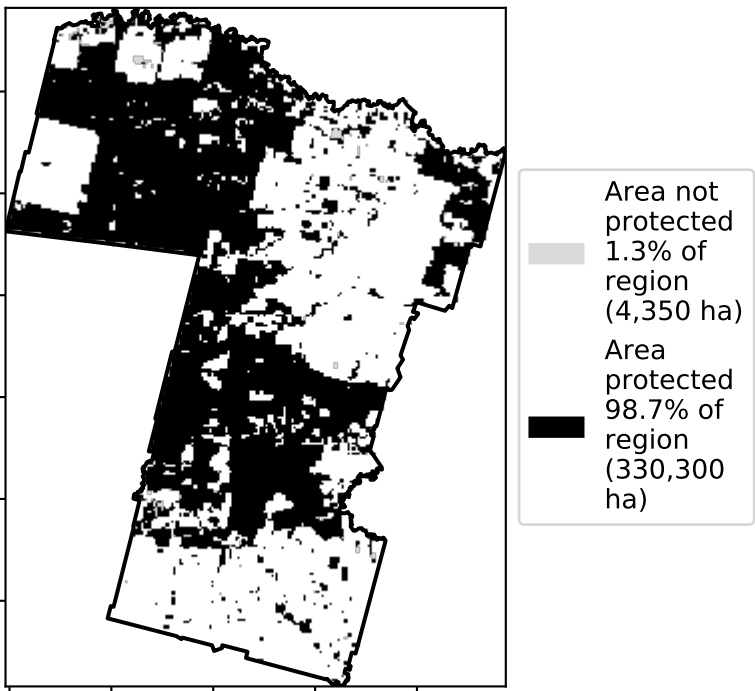 Area not
protected
1.3% of
region
(4,350 ha)
Area
protected
98.7% of
region
(330,300
ha)